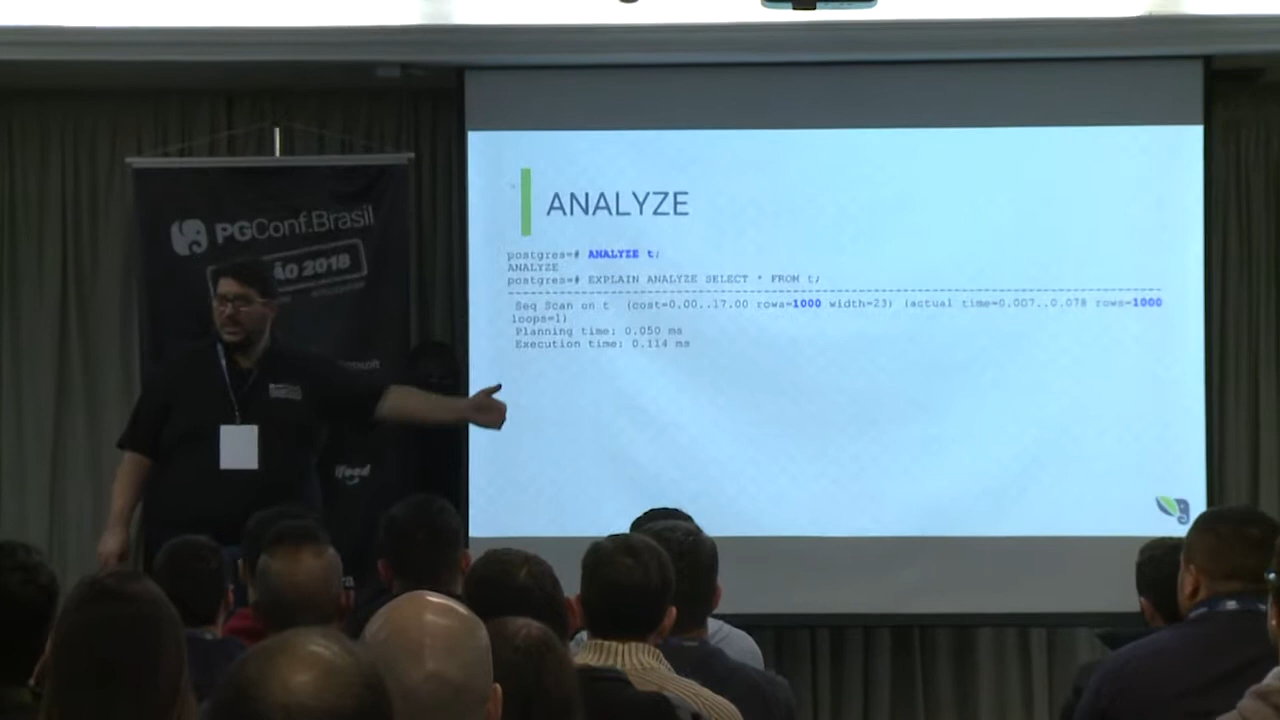 PGConf.Brasil
ÃO 2018
ifood
ANALYZE
postgres=# ANALYZE t;
ANALYZE
postgres=# EXPLAIN ANALYZE SELECT * FROM t;
--------------------------------------------------------------------------------
Seq Scan on t (cost=0.00..17.00 rows=1000 width=23) (actual time=0.007..0.078 rows=1000
loops=1)
Planning time: 0.050 ms
Execution time: 0.114 ms